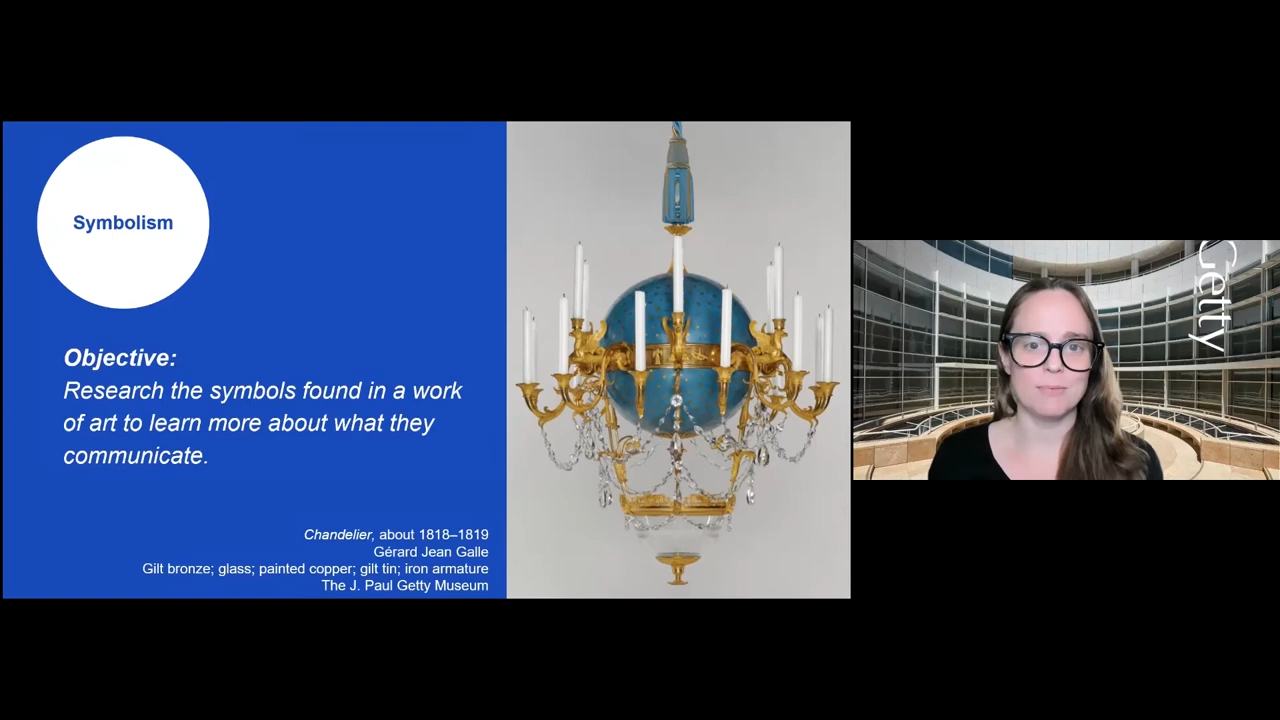 Symbolism
Objective:
Research the symbols found in a work
of art to learn more about what they
communicate.
Chandelier, about 1818–1819
Gérard Jean Galle
Gilt bronze; glass; painted copper; gilt tin; iron armature
The J. Paul Getty Museum
Getty